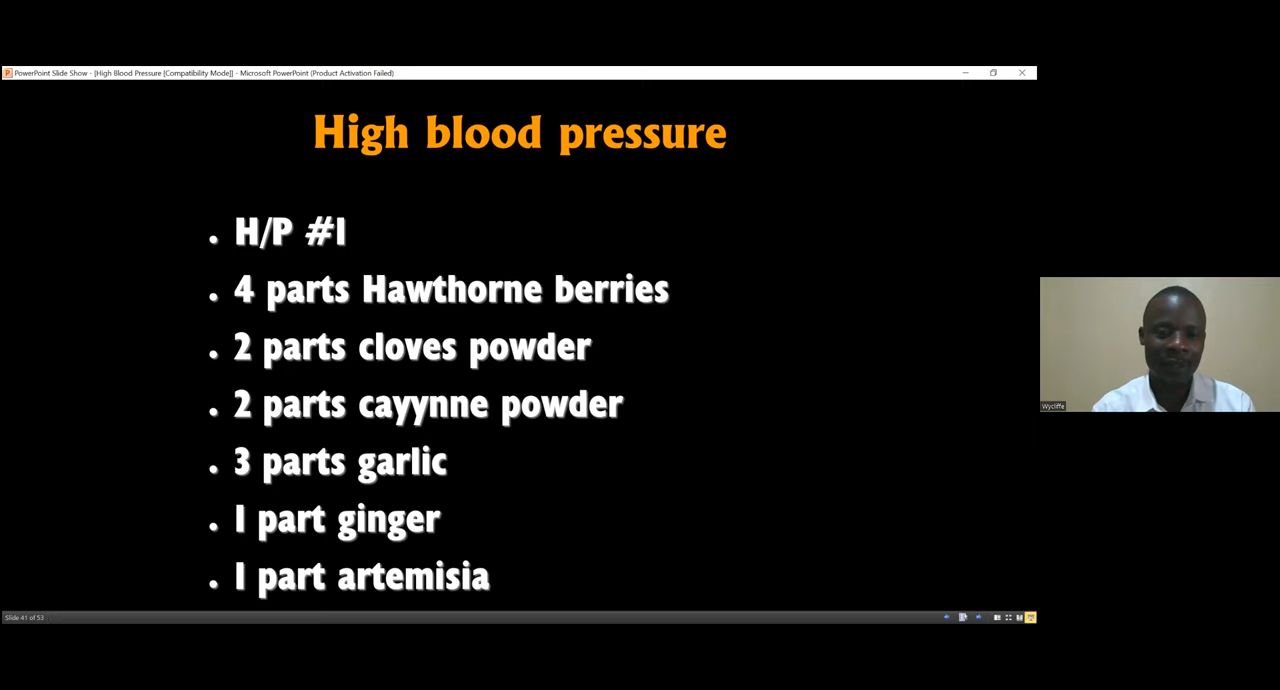 PowerPoint Slide Show - [High Blood Pressure [Compatibility Mode]] - Microsoft PowerPoint (Product Activation Failed)
High blood pressure
• H/P #1
• 4 parts Hawthorne berries
• 2 parts cloves powder
• 2 parts cayynne powder
• 3 parts garlic
• 1 part ginger
• 1 part artemisia
Wycliffe
Slide 41 of 53